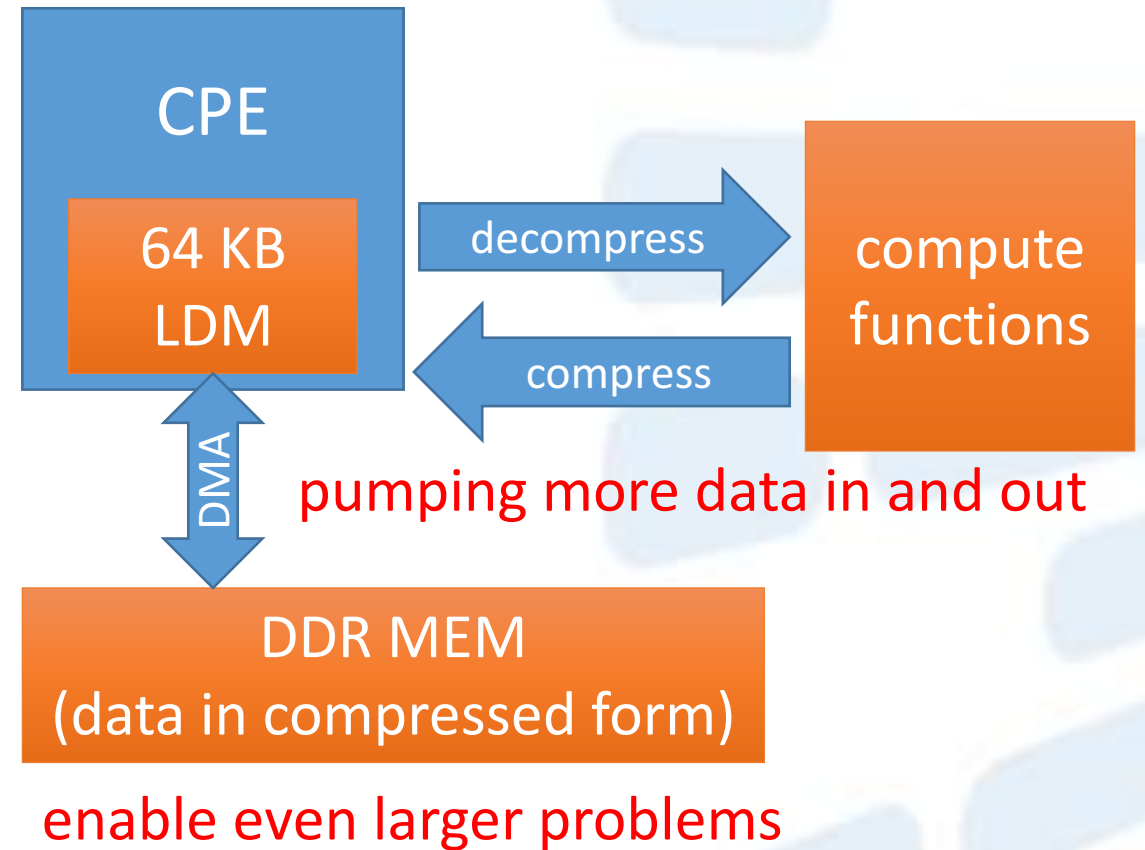 CPE
64 KB
LDM
decompress
compress
compute
functions
DMA
pumping more data in and out
DDR MEM
(data in compressed form)
enable even larger problems